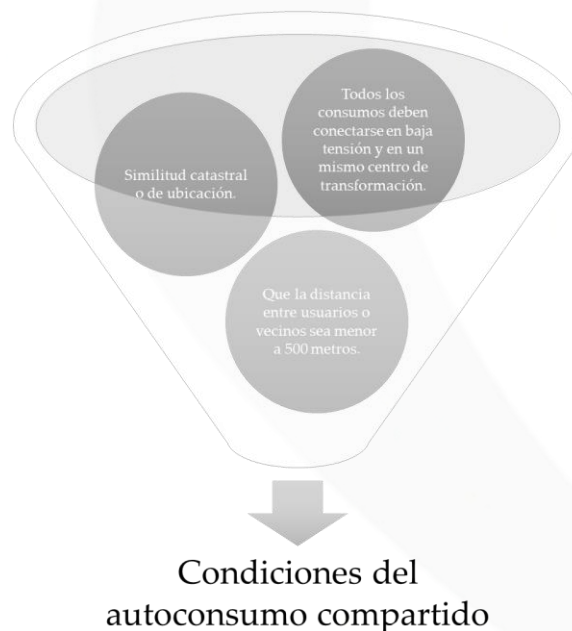 Todos los
consumos deben
conectarse en baja
tensión y en un
mismo centro de
transformación.
Similitud catastral
o de ubicación.
Que la distancia
entre usuarios o
vecinos sea menor
a 500 metros.
Condiciones del
autoconsumo compartido